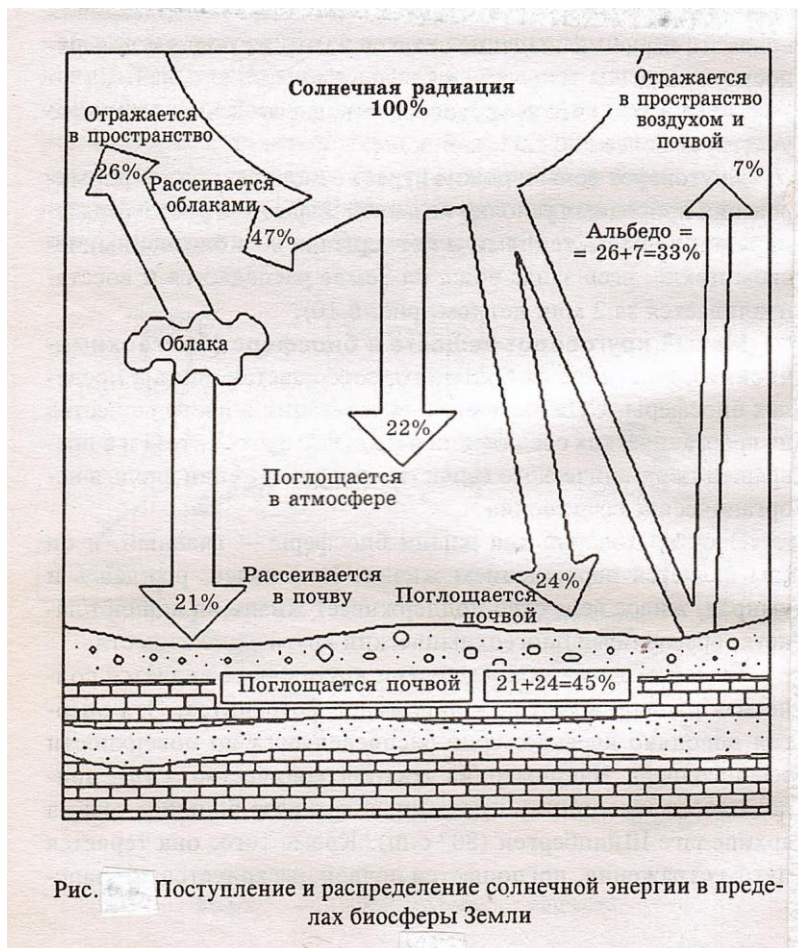 Солнечная радиация
100%
Отражается
в пространство
воздухом и
почвой
7%
Отражается
в пространство
26%
Рассеивается
облаками
47%
Альбедо =
= 26+7=33%
Облака
22%
Поглощается
в атмосфере
Рассеивается
в почву
21%
24%
Поглощается
почвой
Поглощается почвой
21+24=45%
Рис. Поступление и распределение солнечной энергии в преде-
лах биосферы Земли